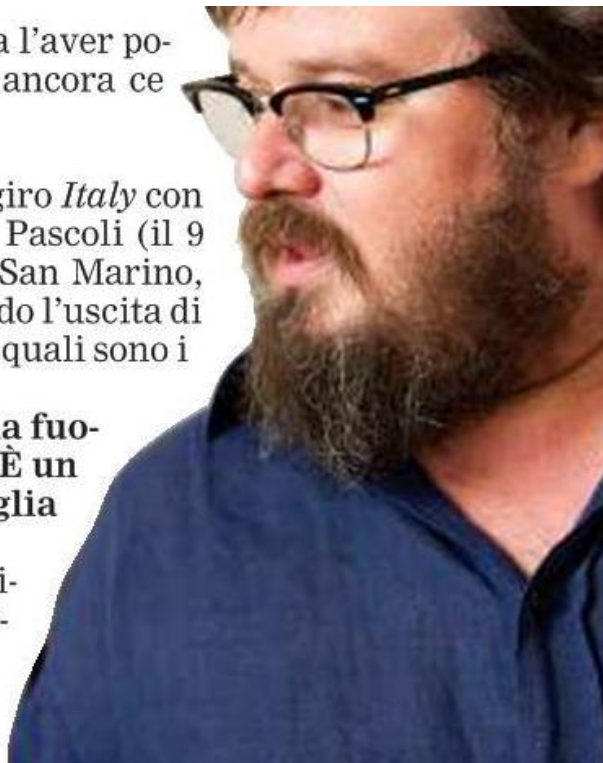 a l'aver po-
ancora ce
giro Italy con
Pascoli (il 9
San Marino,
do l'uscita di
quali sono i
a fuo-
È un
glia
i-
-